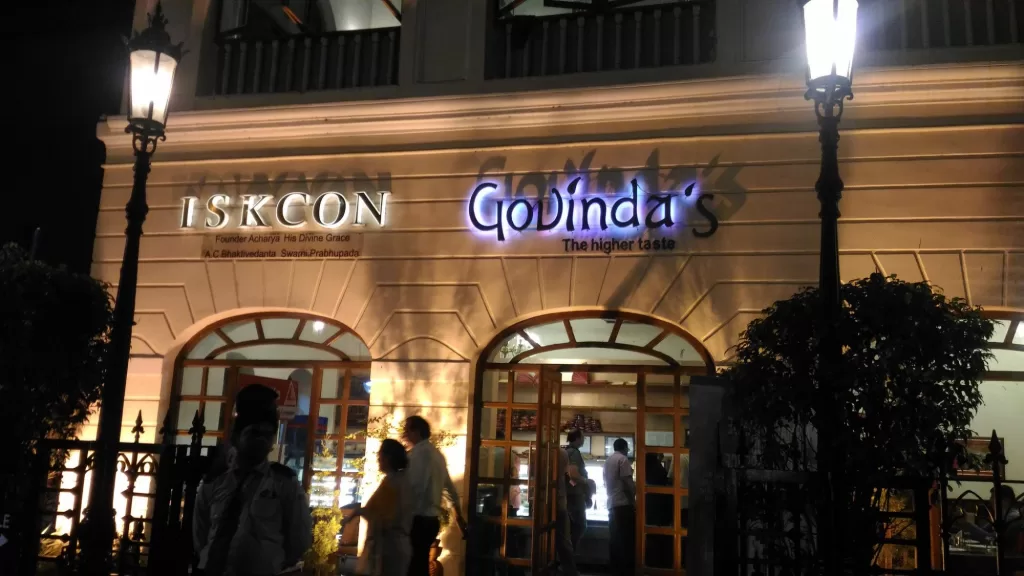 ISKCON
Founder Acharya His Divine Grace
A.C.Bhaktivedanta Swami Prabhupada
Govinda's
The higher taste